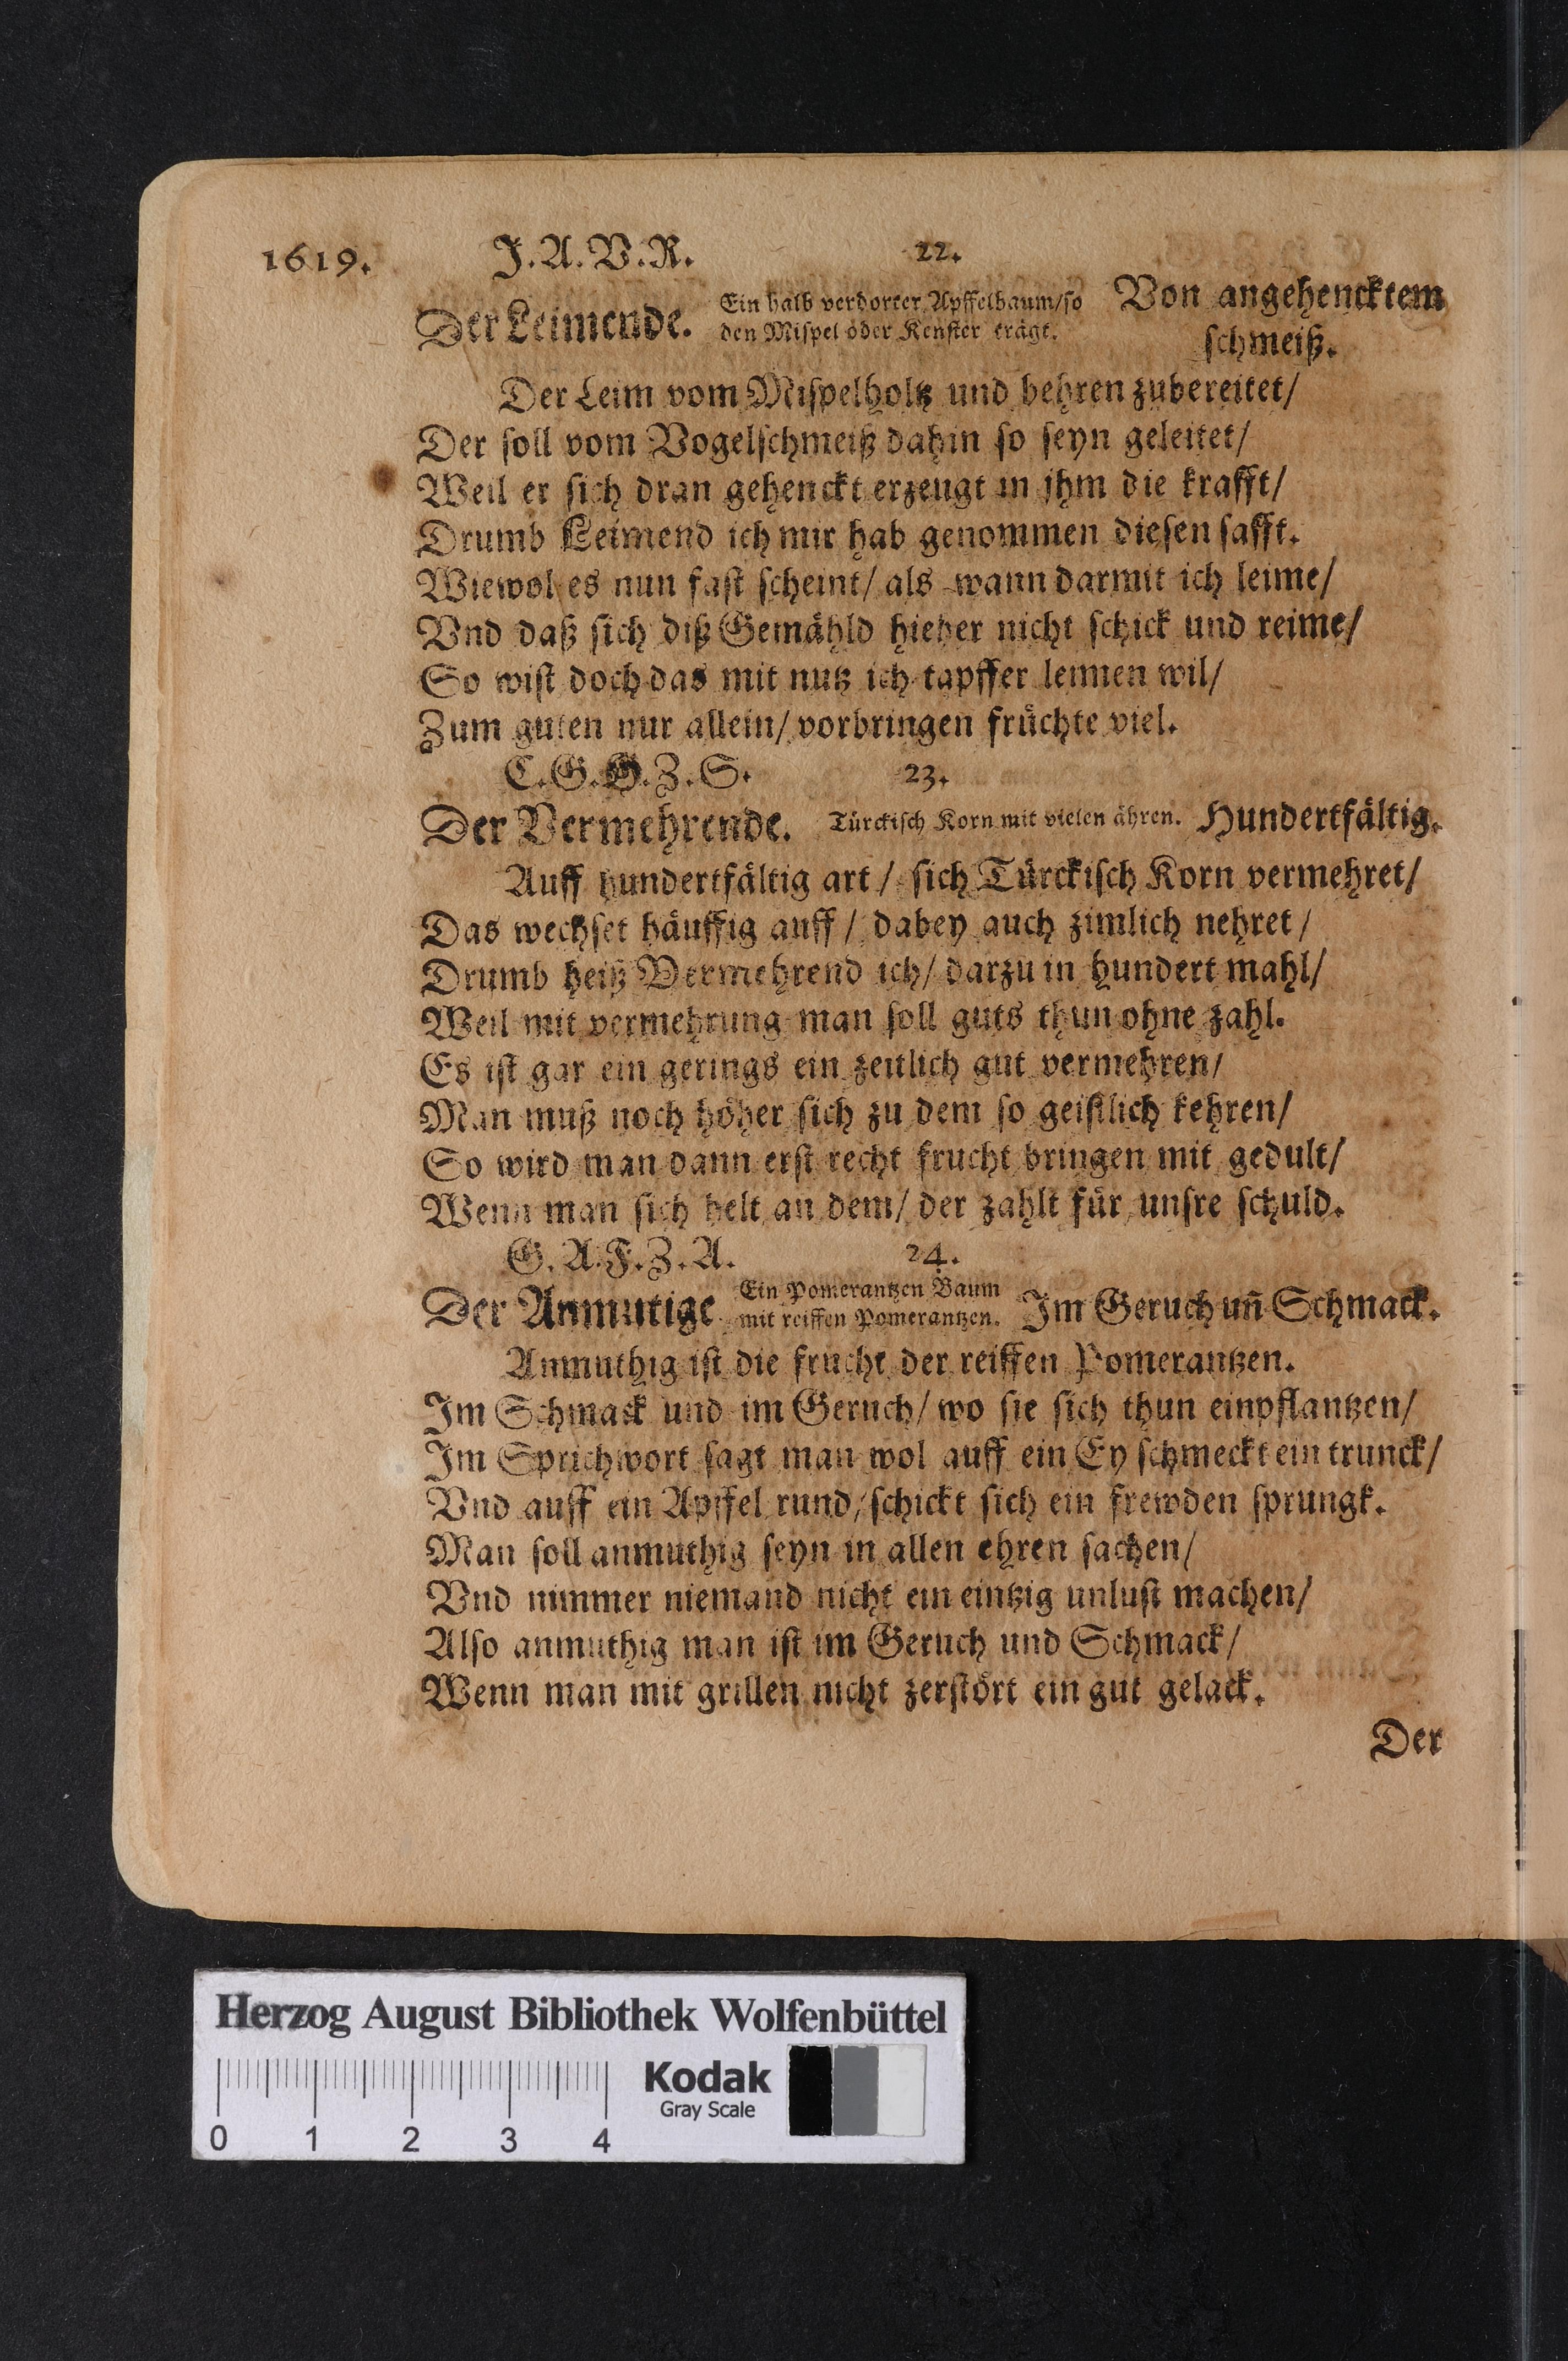 1619. J. A. V. R. 22.
Der Leimende. Ein halb verdorter Apffelbaum/so Von angehencktem
den Mispel oder Kenster trägt. schmeiß.
Der Leim vom Mispelholtz und behren zubereitet/
Der soll vom Vogelschmeiß dahin so seyn geleitet/
Weil er sich dran gehenckt erzeugt in jhm die krafft/
Drumb Leimend ich mir hab genommen diesen safft.
Wiewol es nun fast scheint/ als wann darmit ich leime/
Vnd daß sich diß Gemähld hieher nicht schick und reime/
So wist doch das mit nutz ich tapffer leimen wil/
Zum guten nur allein/ vorbringen früchte viel.
C. G. H. Z. S. 23.
Der Vermehrende. Türckisch Korn mit vielen ähren. Hundertfältig.
Auff hundertfältig art/ sich Türckisch Korn vermehret/
Das wechset häuffig auff/ dabey auch zimlich nehret/
Drumb heiß Vermehrend ich/ darzu in hundert mahl/
Weil mit vermehrung man soll guts thun ohne zahl.
Es ist gar ein gerings ein zeitlich gut vermehren/
Man muß noch höher sich zu dem so geistlich kehren/
So wird man dann erst recht frucht bringen mit gedult/
Wenn man sich helt an dem/ der zahlt für unsre schuld.
G. A. F. Z. A. 24.
Der Anmutige Ein Pomerantzen Baum Im Geruch un̄ Schmack.
mit reiffen Pomerantzen.
Anmuthig ist die frucht der reiffen Pomerantzen.
Im Schmack und im Geruch/ wo sie sich thun einpflantzen/
Im Sprichwort sagt man wol auff ein Ey schmeckt ein trunck/
Vnd auff ein Apffel rund/ schickt sich ein frewden sprungk.
Man soll anmuthig seyn in allen ehren sachen/
Vnd nimmer niemand nicht ein eintzig unlust machen/
Also anmuthig man ist im Geruch und Schmack/
Wenn man mit grillen nicht zerstört ein gut gelack.
Der
Herzog August Bibliothek Wolfenbüttel
Kodak
Gray Scale
0 1 2 3 4